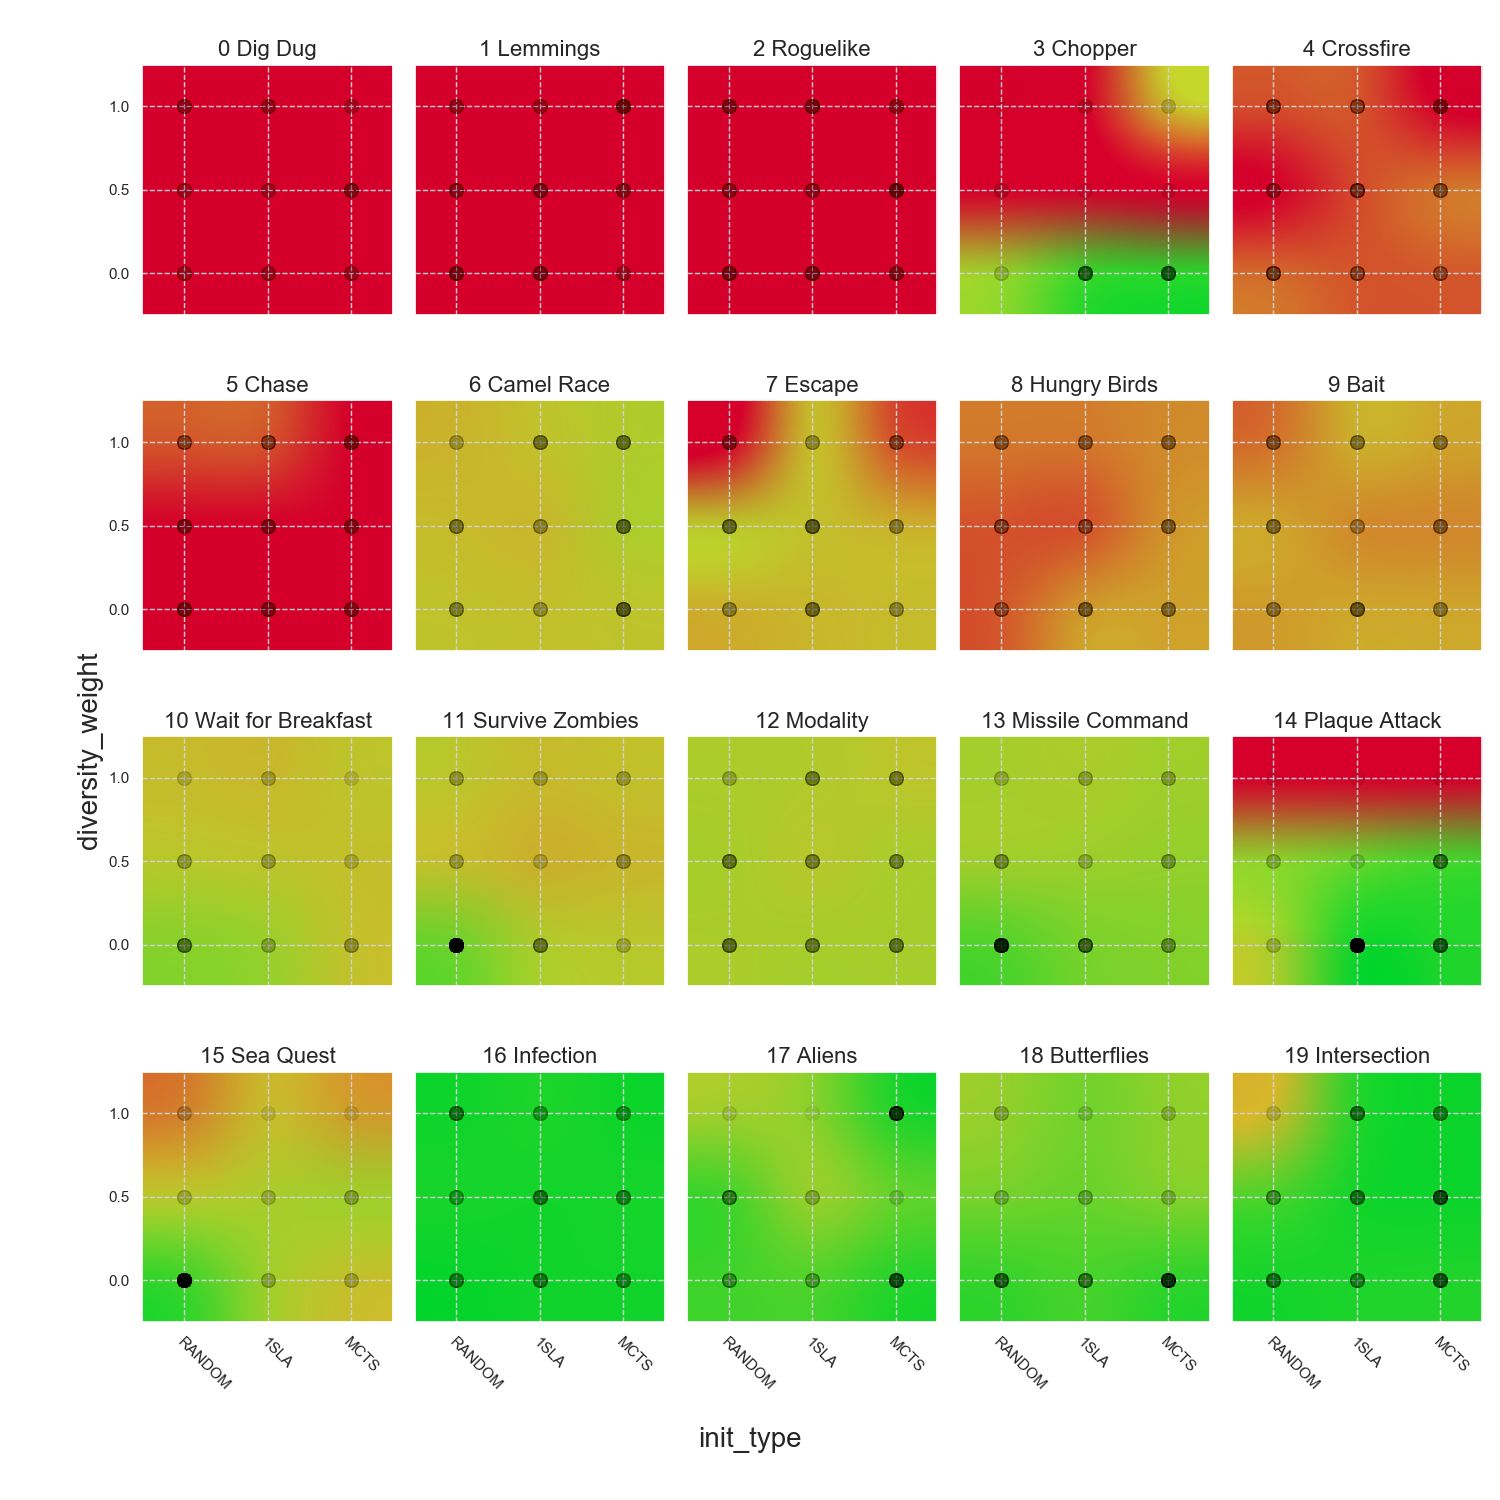 0 Dig Dug
1 Lemmings
2 Roguelike
3 Chopper
4 Crossfire
1.0
0.5
0.0
5 Chase
6 Camel Race
7 Escape
8 Hungry Birds
9 Bait
1.0
0.5
0.0
diversity_weight
10 Wait for Breakfast
11 Survive Zombies
12 Modality
13 Missile Command
14 Plaque Attack
1.0
0.5
0.0
15 Sea Quest
16 Infection
17 Aliens
18 Butterflies
19 Intersection
1.0
0.5
0.0
RANDOM
1SLA
MCTS
RANDOM
1SLA
MCTS
RANDOM
1SLA
MCTS
RANDOM
1SLA
MCTS
RANDOM
1SLA
MCTS
init_type